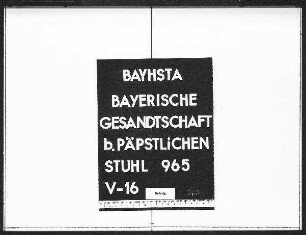 BAYHSTA
BAYERISCHE
GESANDTSCHAFT
b. PÄPSTLiCHEN
STUHL 965
V-16